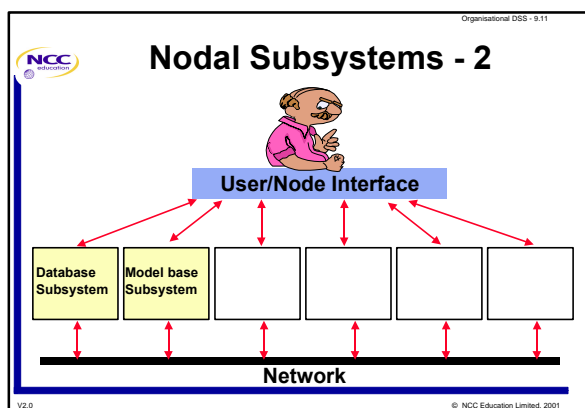 Organisational DSS - 9.11
NCC
education
Nodal Subsystems - 2
User/Node Interface
Database
Subsystem
Model base
Subsystem
Network
V2.0
© NCC Education Limited, 2001